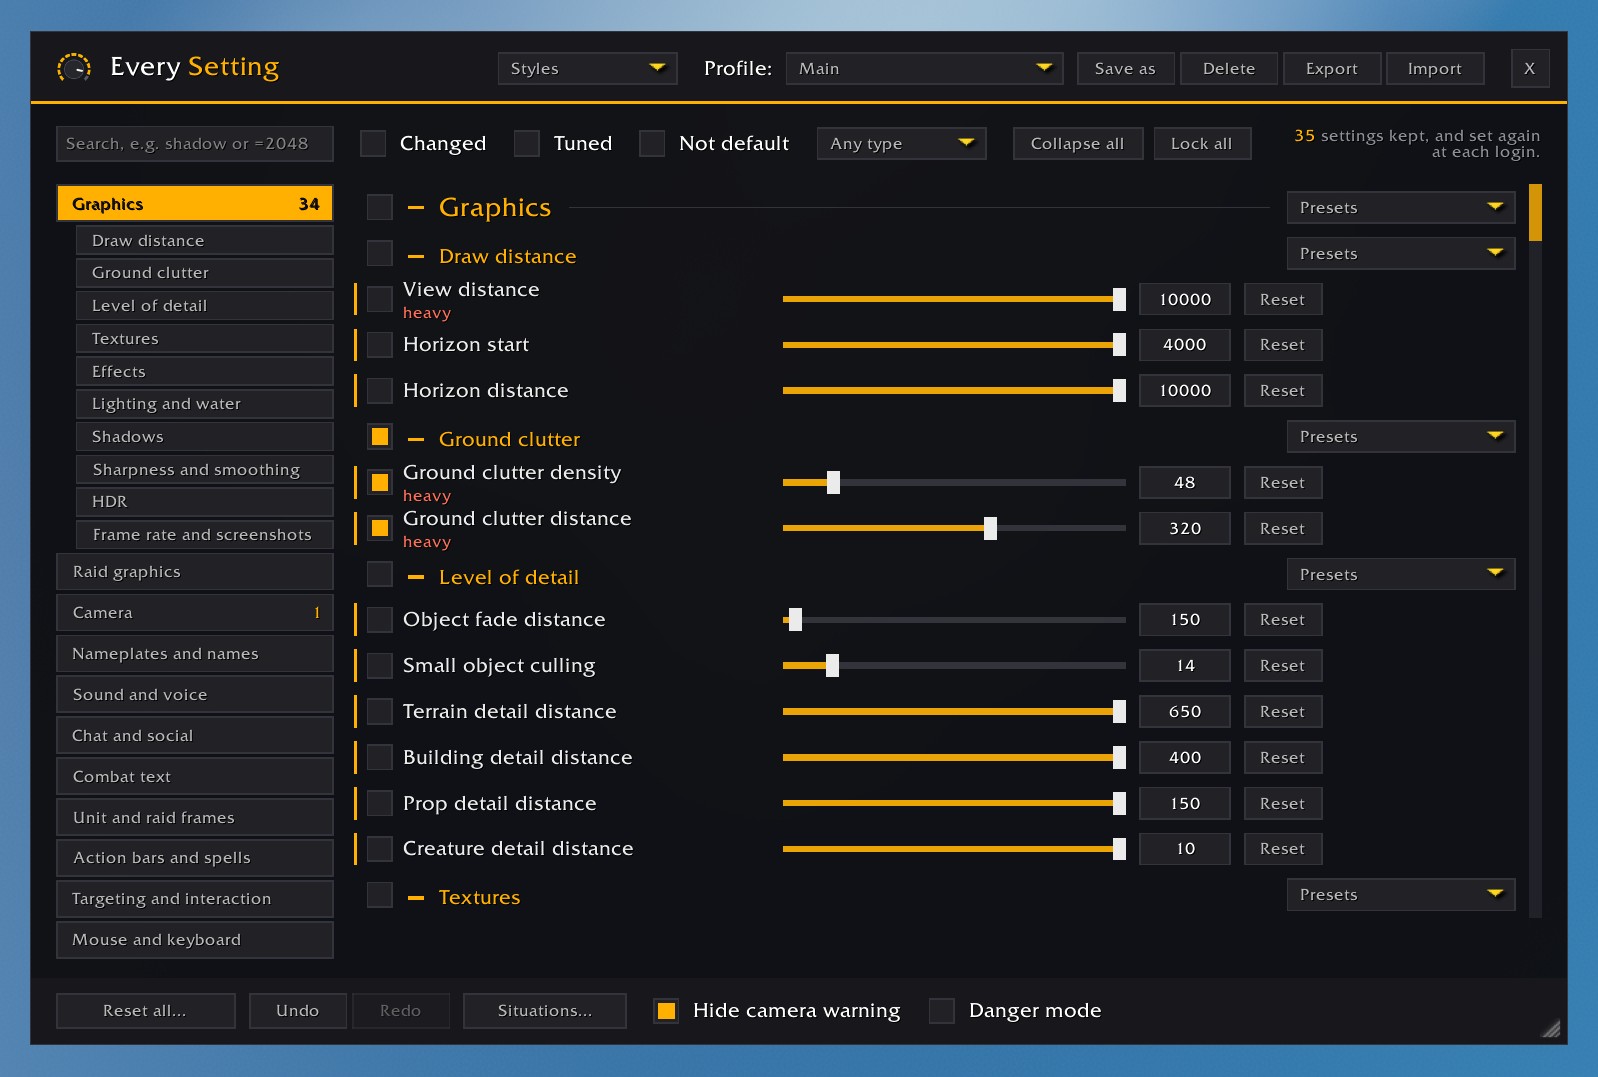 Every Setting
Styles
Profile:
Main
Save as
Delete
Export
Import
X
Search, e.g. shadow or =2048
Changed
Tuned
Not default
Any type
Collapse all
Lock all
35 settings kept, and set again
at each login.
Graphics 34
Draw distance
Ground clutter
Level of detail
Textures
Effects
Lighting and water
Shadows
Sharpness and smoothing
HDR
Frame rate and screenshots
Raid graphics
Camera 1
Nameplates and names
Sound and voice
Chat and social
Combat text
Unit and raid frames
Action bars and spells
Targeting and interaction
Mouse and keyboard
Graphics Presets
Draw distance Presets
View distance 10000 Reset
heavy
Horizon start 4000 Reset
Horizon distance 10000 Reset
Ground clutter Presets
Ground clutter density 48 Reset
heavy
Ground clutter distance 320 Reset
heavy
Level of detail Presets
Object fade distance 150 Reset
Small object culling 14 Reset
Terrain detail distance 650 Reset
Building detail distance 400 Reset
Prop detail distance 150 Reset
Creature detail distance 10 Reset
Textures Presets
Reset all...
Undo
Redo
Situations...
Hide camera warning
Danger mode